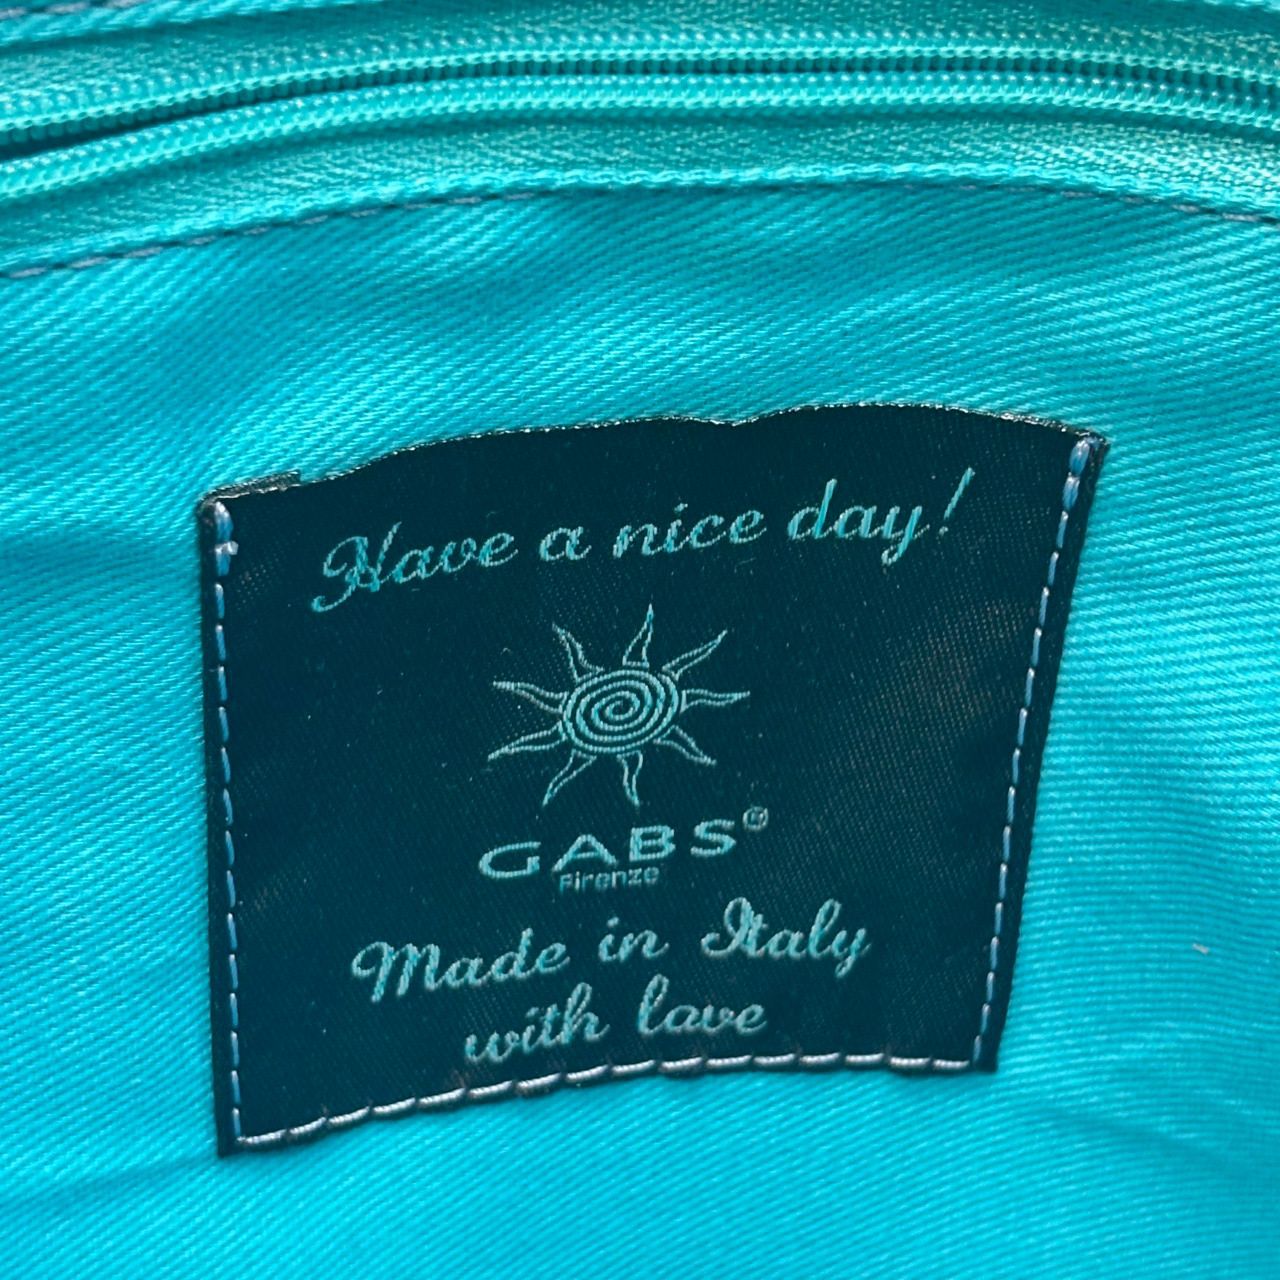 Have a nice day!
GABS®
Firenze
Made in Italy
with love